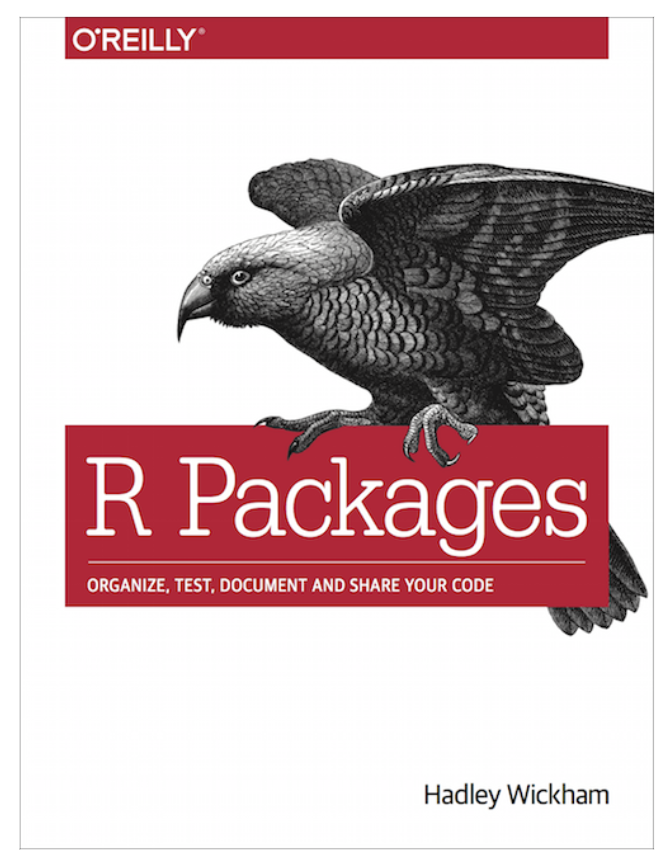 O'REILLY®
R Packages
ORGANIZE, TEST, DOCUMENT AND SHARE YOUR CODE
Hadley Wickham